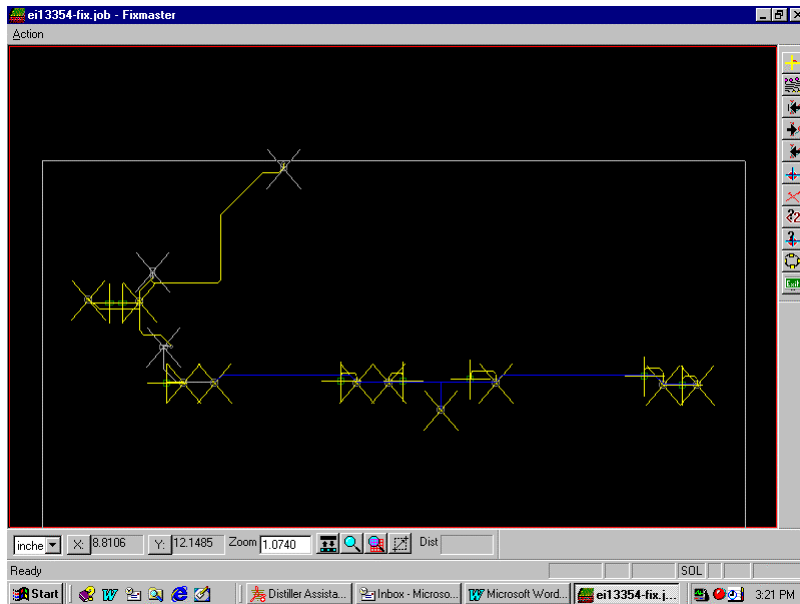 ei13354-fix.job - Fixmaster
Action
inche X: 8.8106 Y: 12.1485 Zoom 1.0740 Dist
Ready SOL
Start Distiller Assista... Inbox - Microso... Microsoft Word... ei13354-fix.j... 3:21 PM